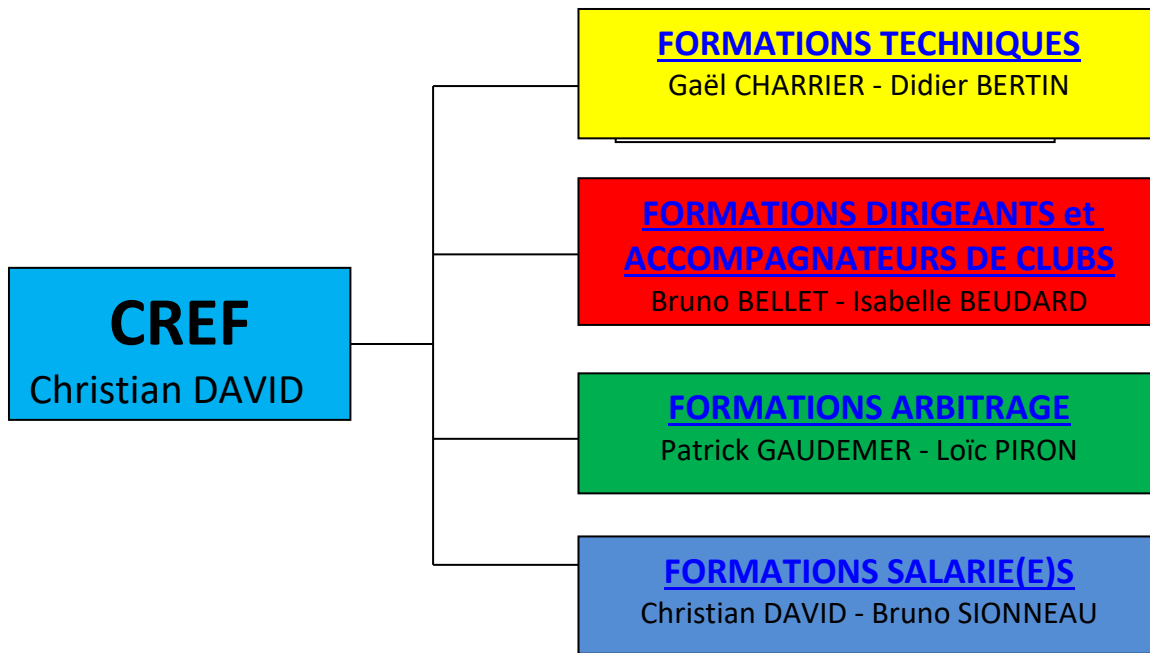 CREF
Christian DAVID
FORMATIONS TECHNIQUES
Gaël CHARRIER - Didier BERTIN
FORMATIONS DIRIGEANTS et
ACCOMPAGNATEURS DE CLUBS
Bruno BELLET - Isabelle BEUDARD
FORMATIONS ARBITRAGE
Patrick GAUDEMER - Loïc PIRON
FORMATIONS SALARIE(E)S
Christian DAVID - Bruno SIONNEAU